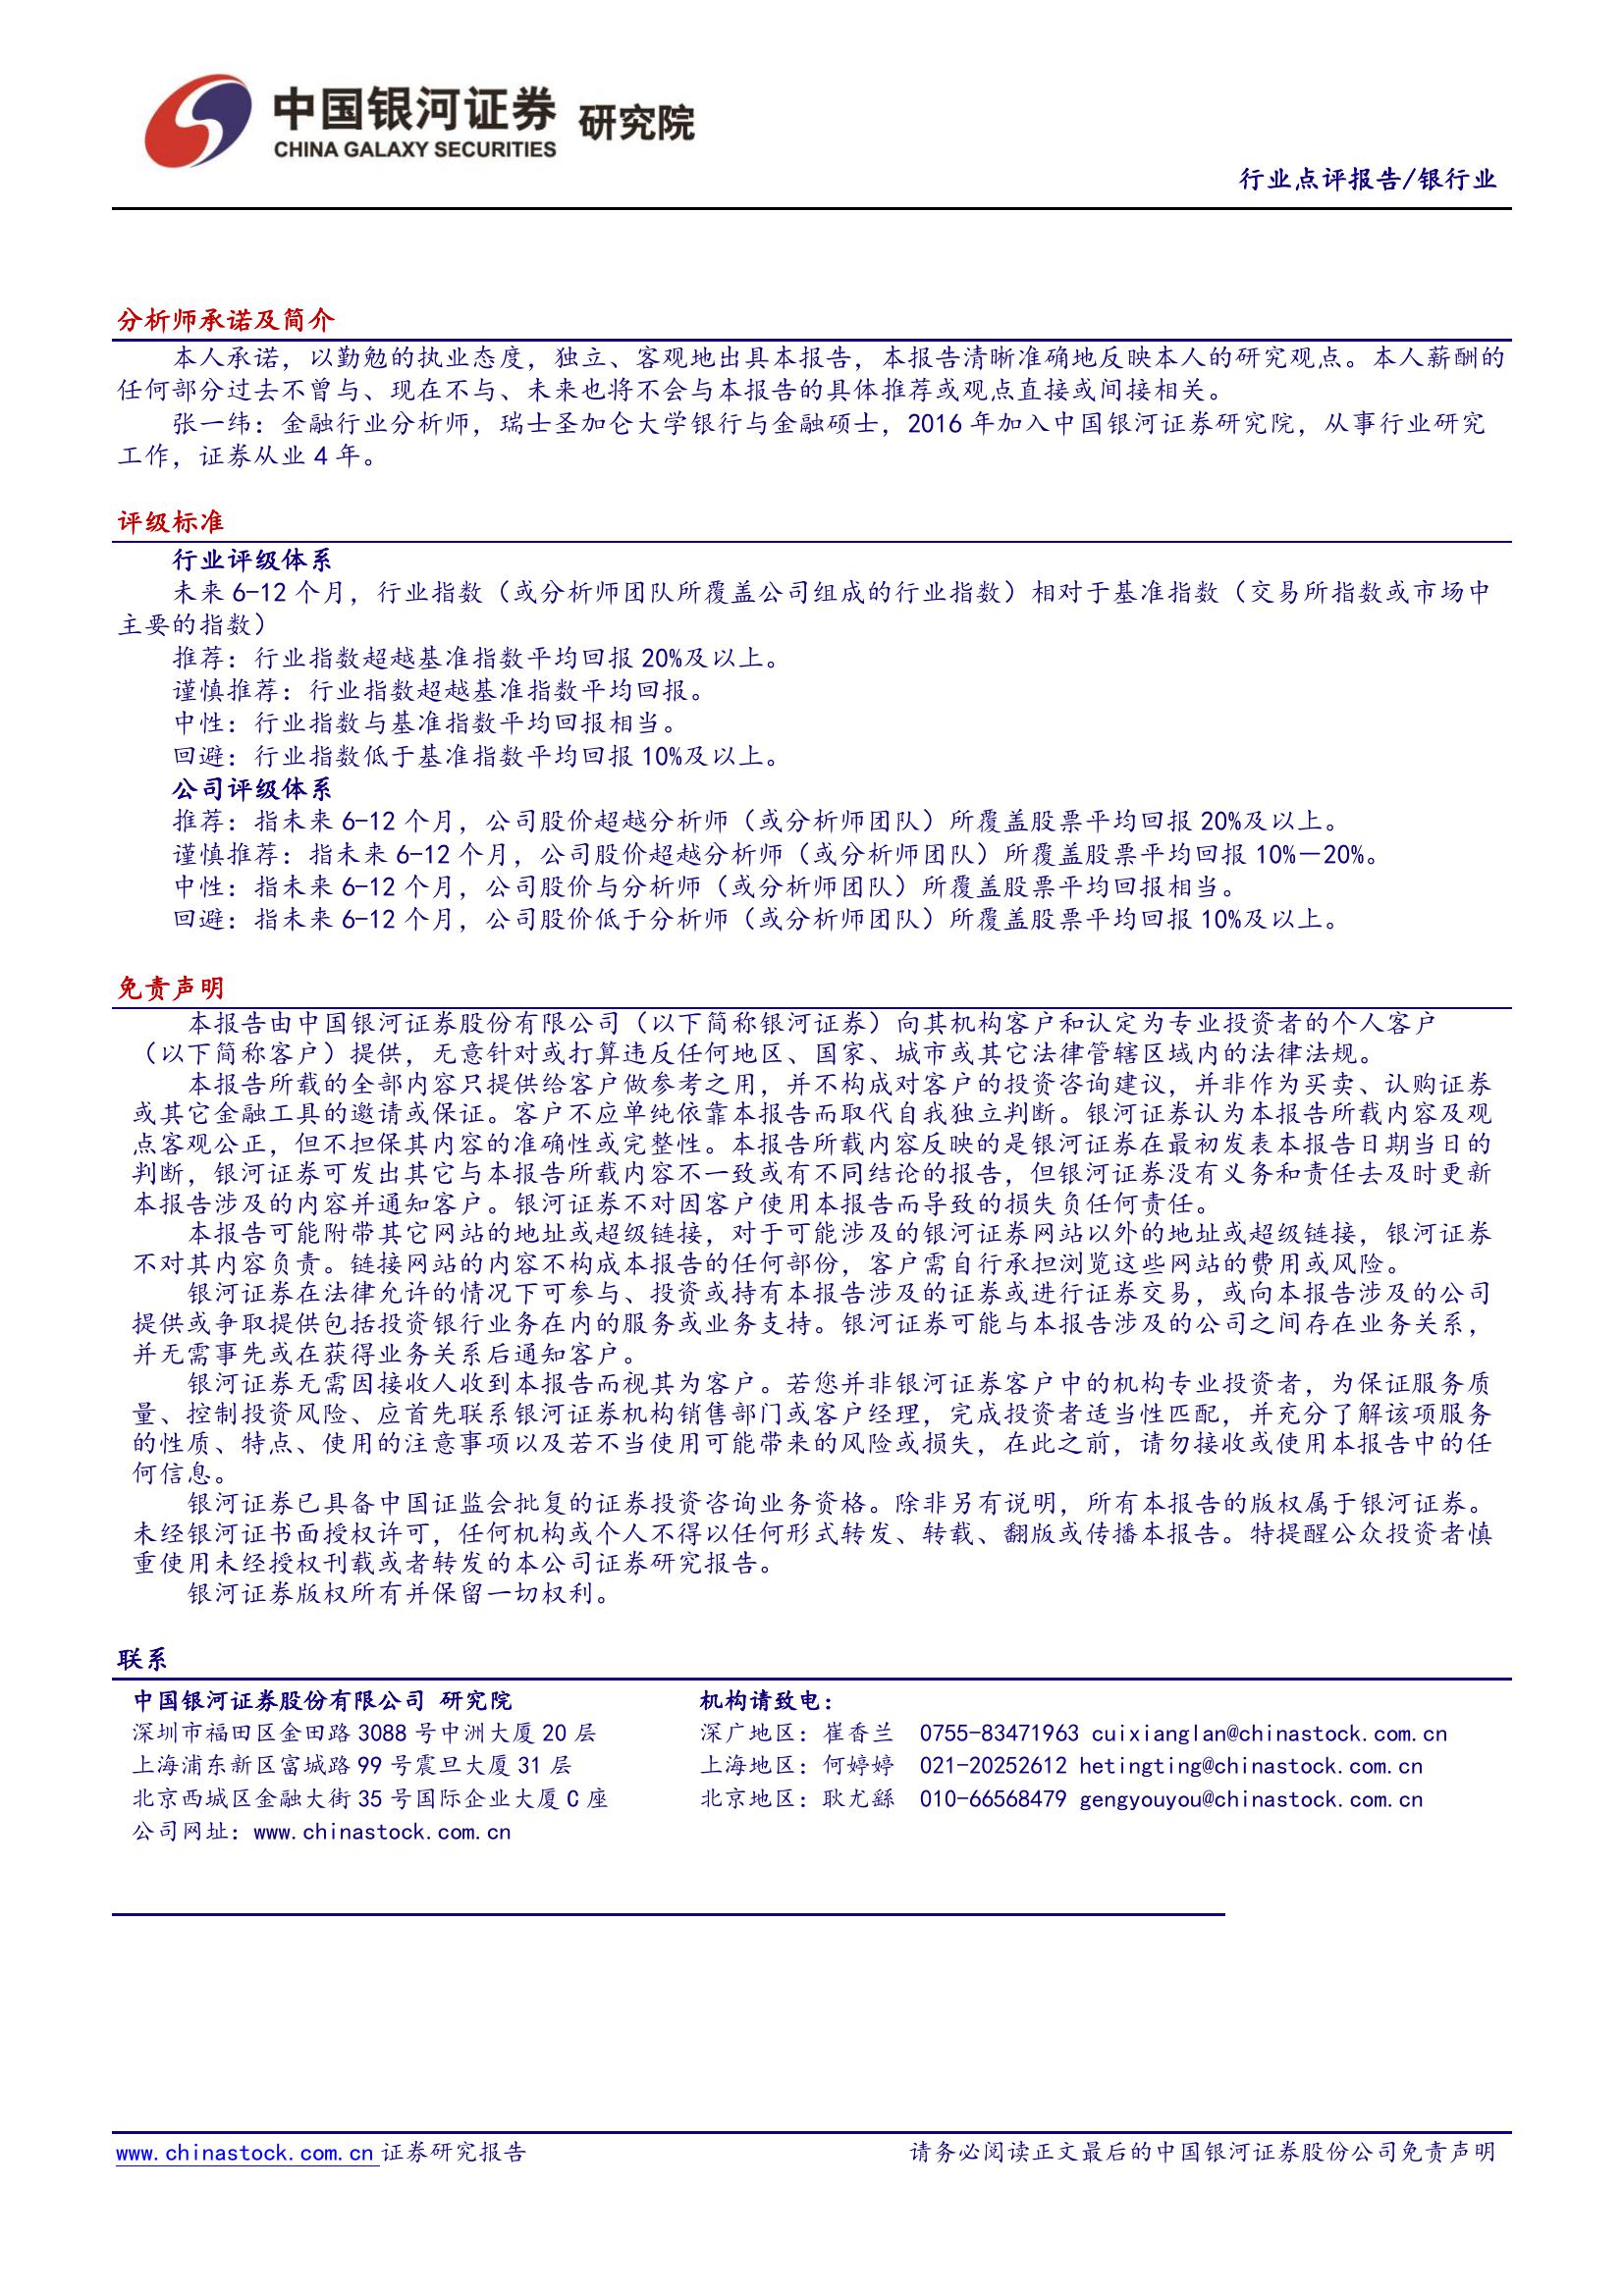 中国银河证券 研究院
CHINA GALAXY SECURITIES
行业点评报告/银行业
分析师承诺及简介
本人承诺，以勤勉的执业态度，独立、客观地出具本报告，本报告清晰准确地反映本人的研究观点。本人薪酬的
任何部分过去不曾与、现在不与、未来也将不会与本报告的具体推荐或观点直接或间接相关。
张一纬：金融行业分析师，瑞士圣加仑大学银行与金融硕士，2016 年加入中国银河证券研究院，从事行业研究
工作，证券从业 4 年。
评级标准
行业评级体系
未来 6-12 个月，行业指数（或分析师团队所覆盖公司组成的行业指数）相对于基准指数（交易所指数或市场中
主要的指数）
推荐：行业指数超越基准指数平均回报 20%及以上。
谨慎推荐：行业指数超越基准指数平均回报。
中性：行业指数与基准指数平均回报相当。
回避：行业指数低于基准指数平均回报 10%及以上。
公司评级体系
推荐：指未来 6-12 个月，公司股价超越分析师（或分析师团队）所覆盖股票平均回报 20%及以上。
谨慎推荐：指未来 6-12 个月，公司股价超越分析师（或分析师团队）所覆盖股票平均回报 10%－20%。
中性：指未来 6-12 个月，公司股价与分析师（或分析师团队）所覆盖股票平均回报相当。
回避：指未来 6-12 个月，公司股价低于分析师（或分析师团队）所覆盖股票平均回报 10%及以上。
免责声明
本报告由中国银河证券股份有限公司（以下简称银河证券）向其机构客户和认定为专业投资者的个人客户
（以下简称客户）提供，无意针对或打算违反任何地区、国家、城市或其它法律管辖区域内的法律法规。
本报告所载的全部内容只提供给客户做参考之用，并不构成对客户的投资咨询建议，并非作为买卖、认购证券
或其它金融工具的邀请或保证。客户不应单纯依靠本报告而取代自我独立判断。银河证券认为本报告所载内容及观
点客观公正，但不担保其内容的准确性或完整性。本报告所载内容反映的是银河证券在最初发表本报告日期当日的
判断，银河证券可发出其它与本报告所载内容不一致或有不同结论的报告，但银河证券没有义务和责任去及时更新
本报告涉及的内容并通知客户。银河证券不对因客户使用本报告而导致的损失负任何责任。
本报告可能附带其它网站的地址或超级链接，对于可能涉及的银河证券网站以外的地址或超级链接，银河证券
不对其内容负责。链接网站的内容不构成本报告的任何部份，客户需自行承担浏览这些网站的费用或风险。
银河证券在法律允许的情况下可参与、投资或持有本报告涉及的证券或进行证券交易，或向本报告涉及的公司
提供或争取提供包括投资银行业务在内的服务或业务支持。银河证券可能与本报告涉及的公司之间存在业务关系，
并无需事先或在获得业务关系后通知客户。
银河证券无需因接收人收到本报告而视其为客户。若您并非银河证券客户中的机构专业投资者，为保证服务质
量、控制投资风险、应首先联系银河证券机构销售部门或客户经理，完成投资者适当性匹配，并充分了解该项服务
的性质、特点、使用的注意事项以及若不当使用可能带来的风险或损失，在此之前，请勿接收或使用本报告中的任
何信息。
银河证券已具备中国证监会批复的证券投资咨询业务资格。除非另有说明，所有本报告的版权属于银河证券。
未经银河证书面授权许可，任何机构或个人不得以任何形式转发、转载、翻版或传播本报告。特提醒公众投资者慎
重使用未经授权刊载或者转发的本公司证券研究报告。
银河证券版权所有并保留一切权利。
联系
中国银河证券股份有限公司 研究院 机构请致电：
深圳市福田区金田路 3088 号中洲大厦 20 层 深广地区：崔香兰 0755-83471963 cuixianglan@chinastock.com.cn
上海浦东新区富城路 99 号震旦大厦 31 层 上海地区：何婷婷 021-20252612 hetingting@chinastock.com.cn
北京西城区金融大街 35 号国际企业大厦 C 座 北京地区：耿尤繇 010-66568479 gengyouyou@chinastock.com.cn
公司网址：www.chinastock.com.cn
www.chinastock.com.cn 证券研究报告 请务必阅读正文最后的中国银河证券股份公司免责声明